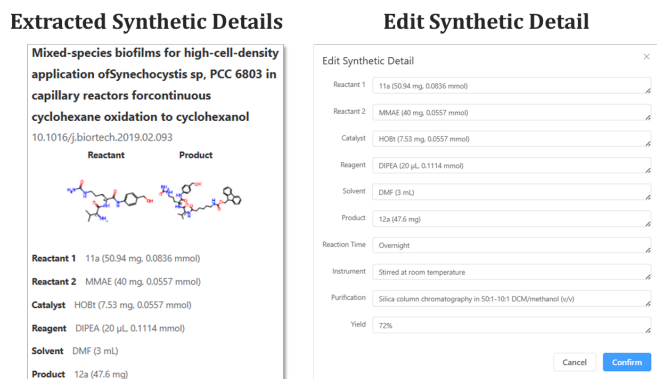 Extracted Synthetic Details
Mixed-species biofilms for high-cell-density
application ofSynechocystis sp, PCC 6803 in
capillary reactors forcontinuous
cyclohexane oxidation to cyclohexanol
10.1016/j.biortech.2019.02.093
Reactant Product
Reactant 1 11a (50.94 mg, 0.0836 mmol)
Reactant 2 MMAE (40 mg, 0.0557 mmol)
Catalyst HOBt (7.53 mg, 0.0557 mmol)
Reagent DIPEA (20 μL, 0.1114 mmol)
Solvent DMF (3 mL)
Product 12a (47.6 mg)
Edit Synthetic Detail
Edit Synthetic Detail
Reactant 1 11a (50.94 mg, 0.0836 mmol)
Reactant 2 MMAE (40 mg, 0.0557 mmol)
Catalyst HOBt (7.53 mg, 0.0557 mmol)
Reagent DIPEA (20 μL, 0.1114 mmol)
Solvent DMF (3 mL)
Product 12a (47.6 mg)
Reaction Time Overnight
Instrument Stirred at room temperature
Purification Silica column chromatography in 50:1-10:1 DCM/methanol (v/v)
Yield 72%
Cancel Confirm